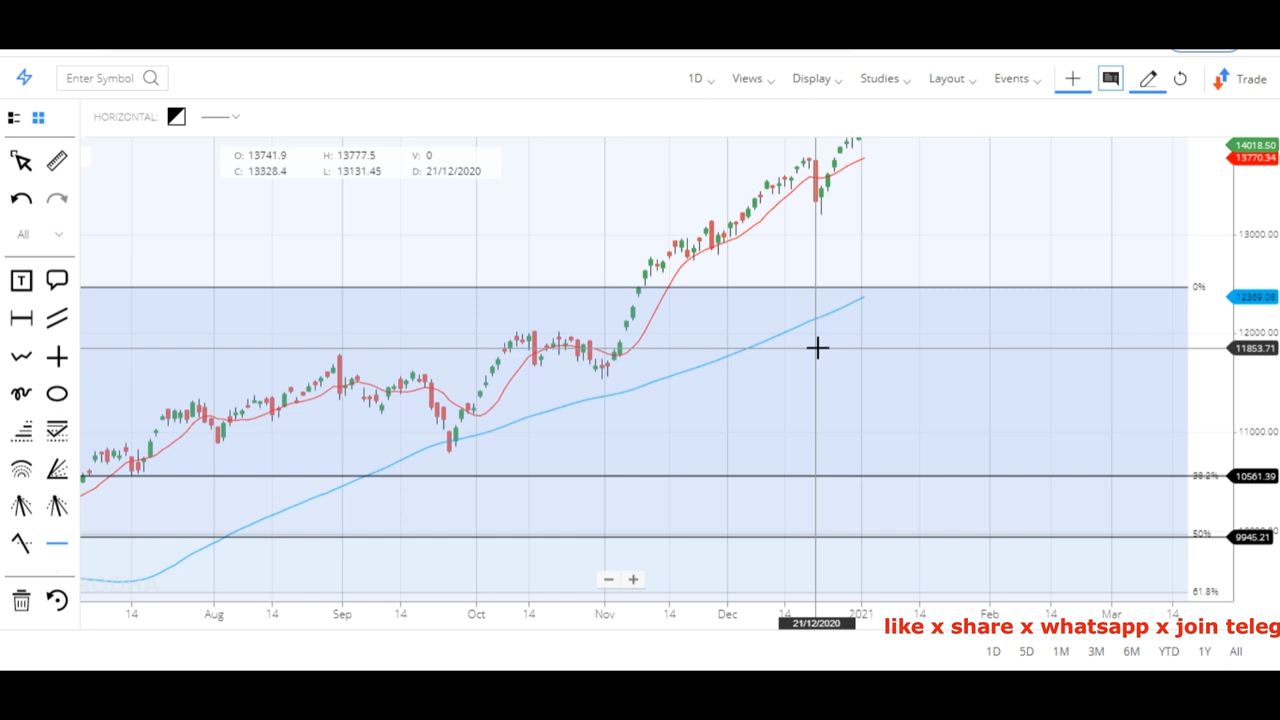 Enter Symbol
1D Views Display Studies Layout Events Trade
HORIZONTAL:
O: 13741.9 H: 13777.5 V: 0
C: 13328.4 L: 13131.45 D: 21/12/2020
All
T
14018.50
13770.34
13000.00
0%
12369.08
12000.00
11853.71
11000.00
38.2% 10561.39
50% 9945.21
61.8%
14 Aug 14 Sep 14 Oct 14 Nov 14 Dec 14 2021 14 Feb 14 Mar 14
21/12/2020
like x share x whatsapp x join teleg
1D 5D 1M 3M 6M YTD 1Y All